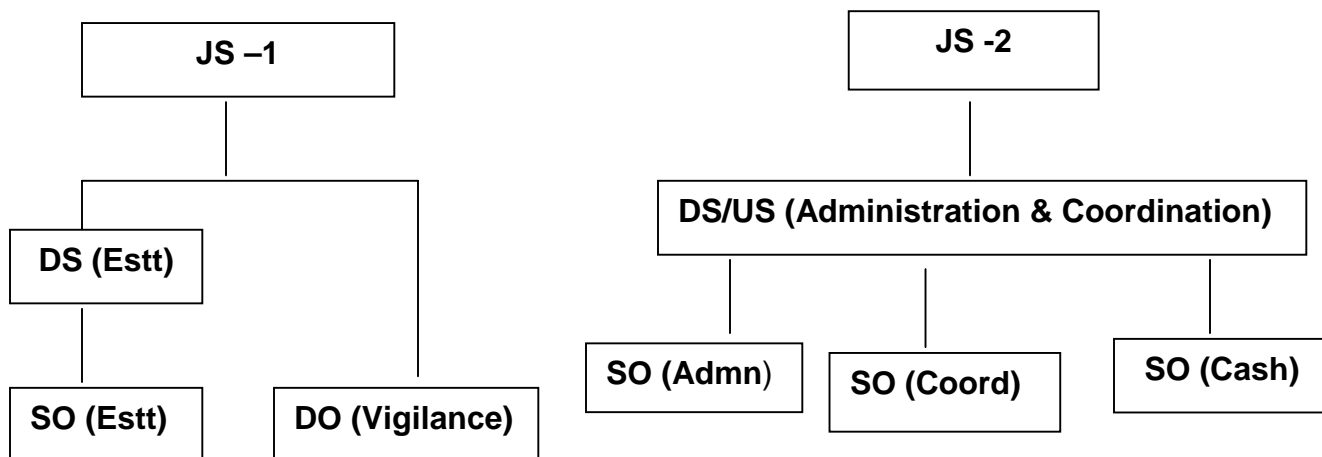 JS –1
JS -2
DS/US (Administration & Coordination)
DS (Estt)
SO (Admn)
SO (Coord)
SO (Cash)
SO (Estt)
DO (Vigilance)